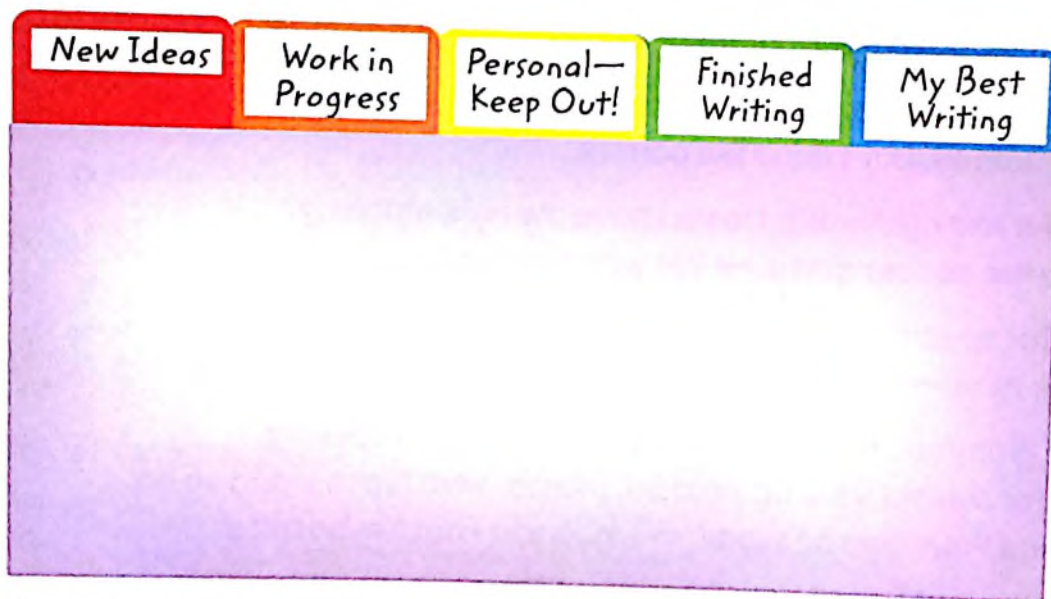 New Ideas
Work in
Progress
Personal—
Keep Out!
Finished
Writing
My Best
Writing